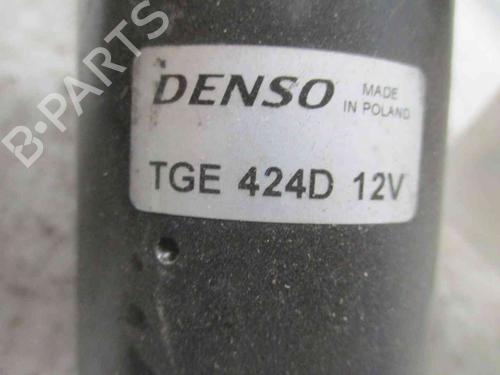 DENSO MADE
IN POLAND
TGE 424D 12V
B-PARTS